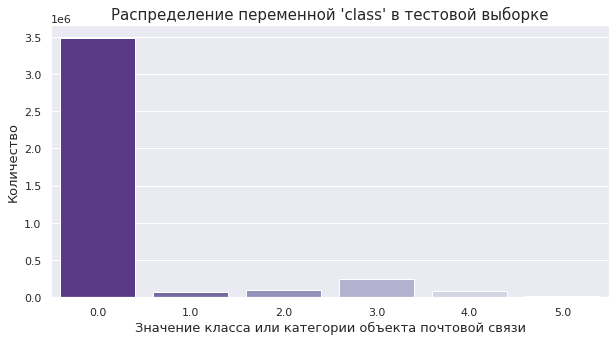 Распределение переменной 'class' в тестовой выборке
1e6
3.5
3.0
2.5
2.0
1.5
1.0
0.5
0.0
Количество
0.0 1.0 2.0 3.0 4.0 5.0
Значение класса или категории объекта почтовой связи